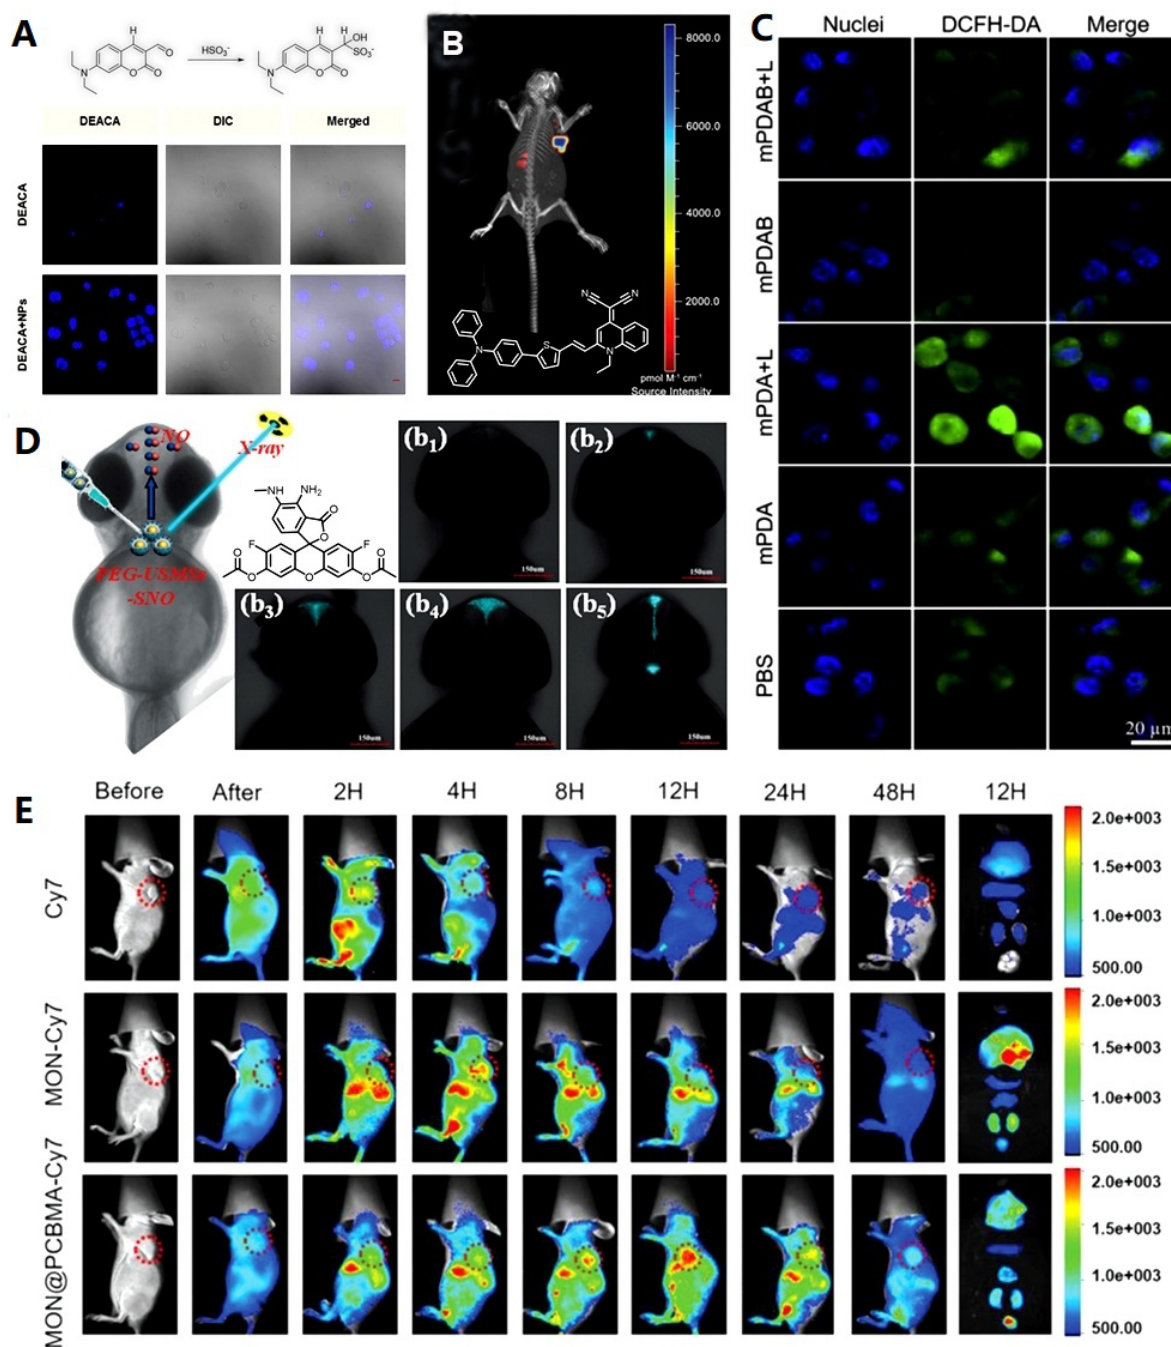 A
HSO₃⁻
H
O
N
O
O
H
H
OH
SO₃⁻
N
O
O
DEACA
DIC
Merged
DEACA
DEACA+NPs
B
8000.0
6000.0
4000.0
2000.0
pmol M⁻¹ cm⁻¹
Source Intensity
NC
CN
N
S
N
C
Nuclei
DCFH-DA
Merge
mPDAB+L
mPDAB
mPDA+L
mPDA
PBS
20 μm
D
NO
X-ray
PEG-USMSs
-SNO
NH
NH₂
O
O
F
F
O
O
O
O
O
(b₁)
150um
(b₂)
150um
(b₃)
150um
(b₄)
150um
(b₅)
150um
E
Before
After
2H
4H
8H
12H
24H
48H
12H
Cy7
2.0e+003
1.5e+003
1.0e+003
500.00
MON-Cy7
2.0e+003
1.5e+003
1.0e+003
500.00
MON@PCBMA-Cy7
2.0e+003
1.5e+003
1.0e+003
500.00